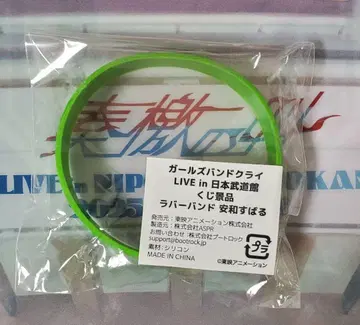 LIVE in NIPP
ガールズバンドクライ
LIVE in 日本武道館
くじ景品
ラバーバンド 安和すばる
発売元：東映アニメーション株式会社
製造元：株式会社ASPR
お問い合わせ：株式会社ブートロック
support@bootrock.jp
素材：シリコン
MADE IN CHINA
プラ
©東映アニメーション